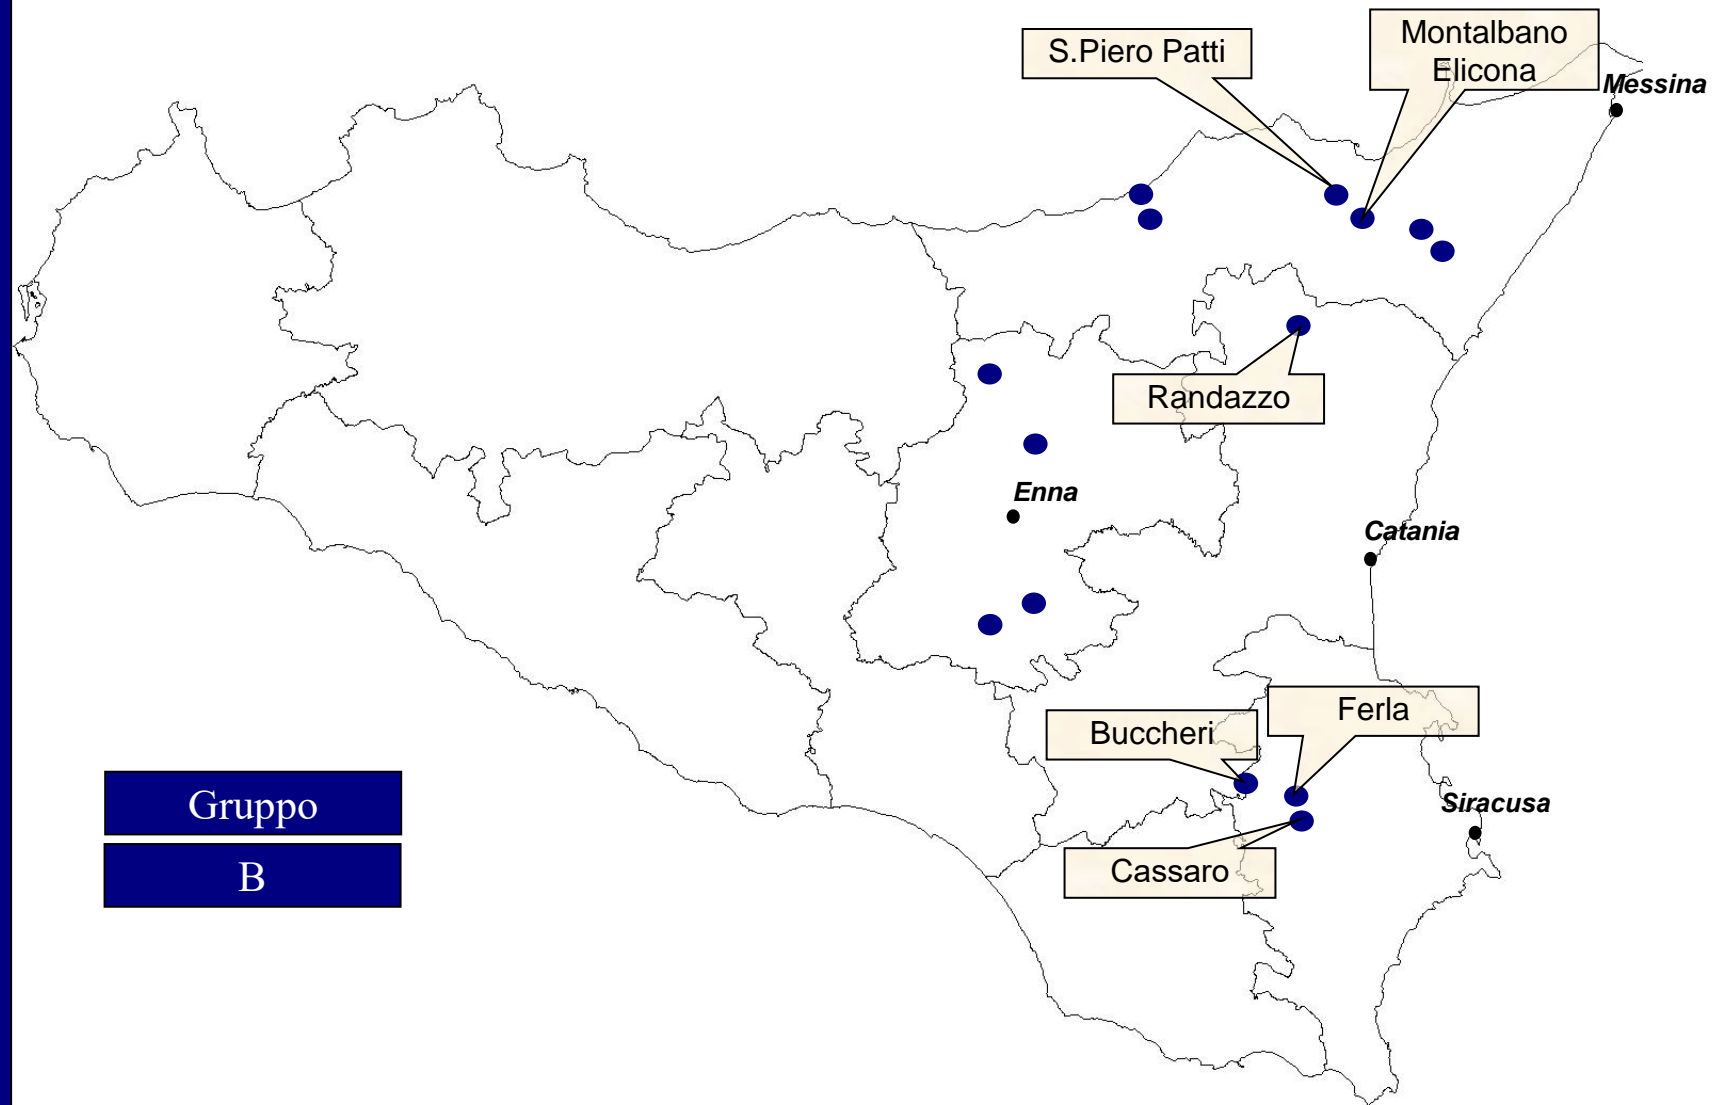 Montalbano
Elicona
S.Piero Patti
Messina
Randazzo
Enna
Catania
Ferla
Buccheri
Siracusa
Cassaro
Gruppo
B